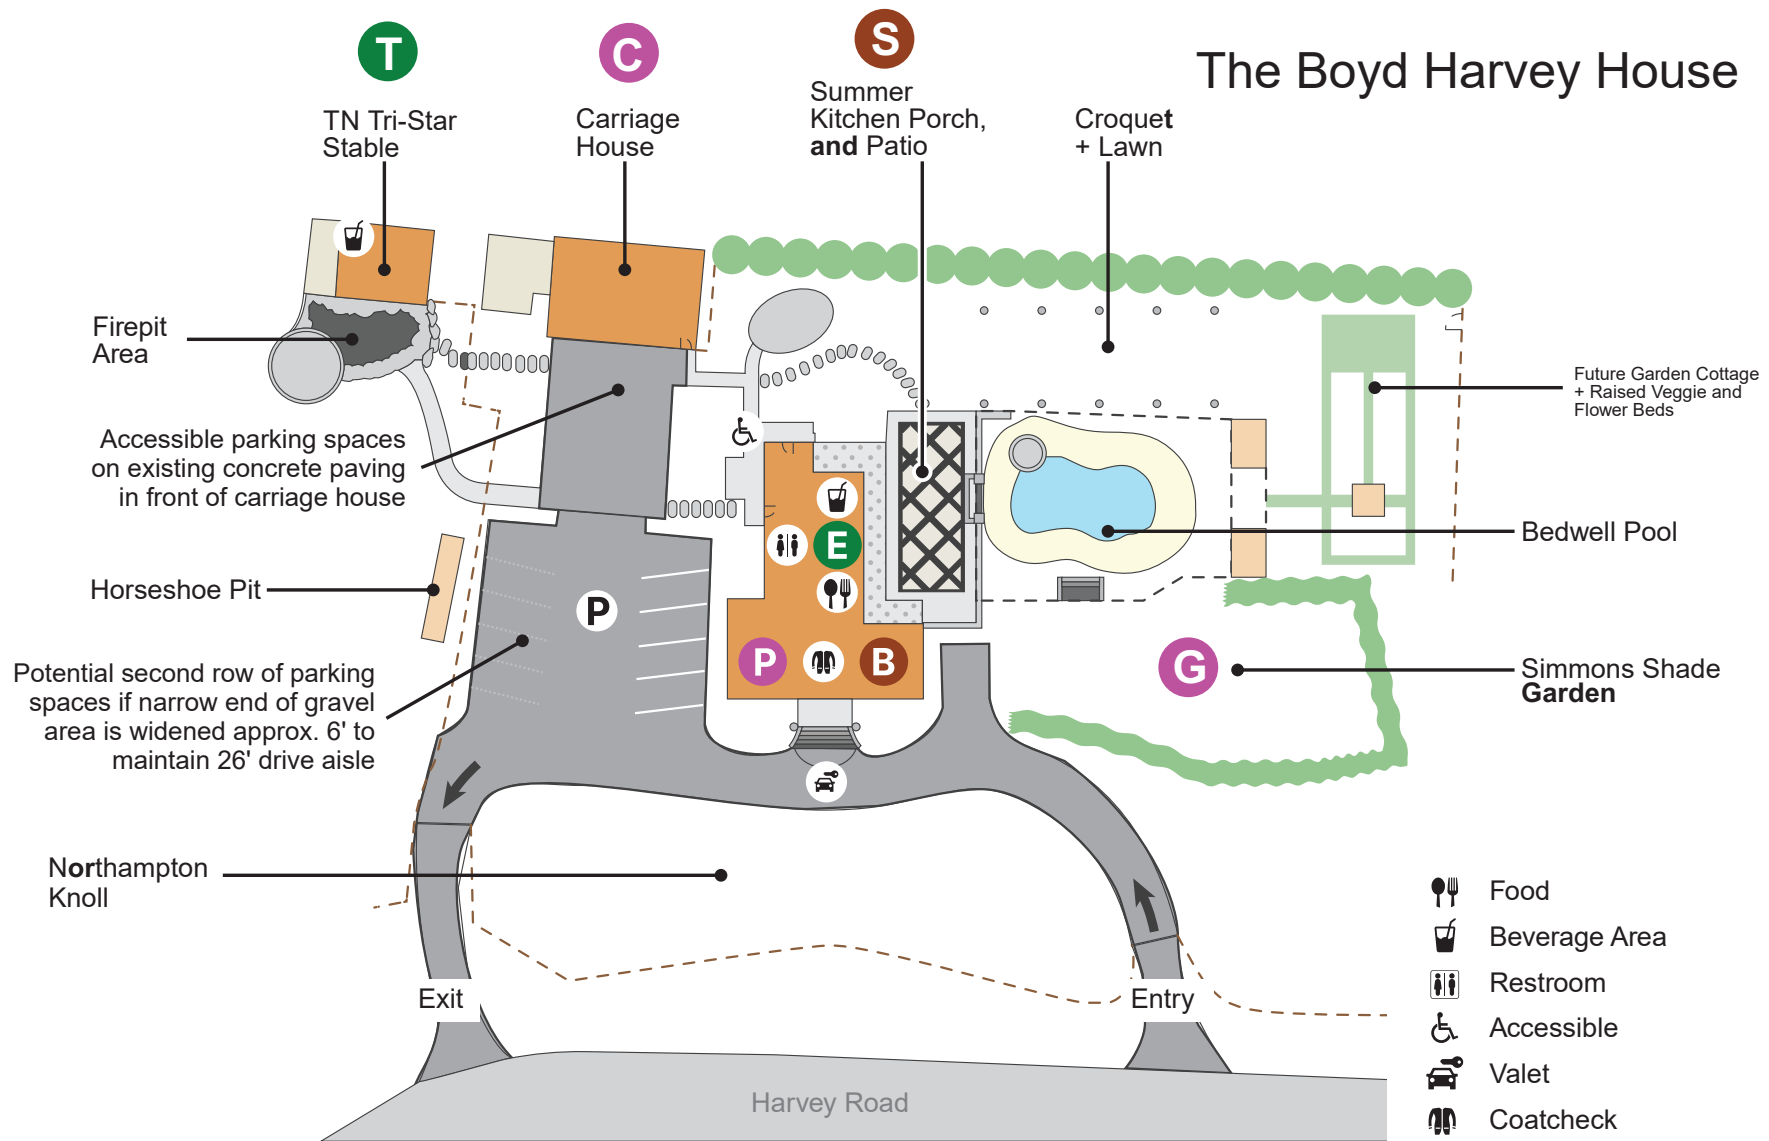 The Boyd Harvey House
T
C
S
TN Tri-Star
Stable
Carriage
House
Summer
Kitchen Porch,
and Patio
Croquet
+ Lawn
Firepit
Area
Future Garden Cottage
+ Raised Veggie and
Flower Beds
Accessible parking spaces
on existing concrete paving
in front of carriage house
Bedwell Pool
E
Horseshoe Pit
P
P
B
G
Simmons Shade
Garden
Potential second row of parking
spaces if narrow end of gravel
area is widened approx. 6' to
maintain 26' drive aisle
Northampton
Knoll
Exit
Entry
Food
Beverage Area
Restroom
Accessible
Valet
Coatcheck
Harvey Road